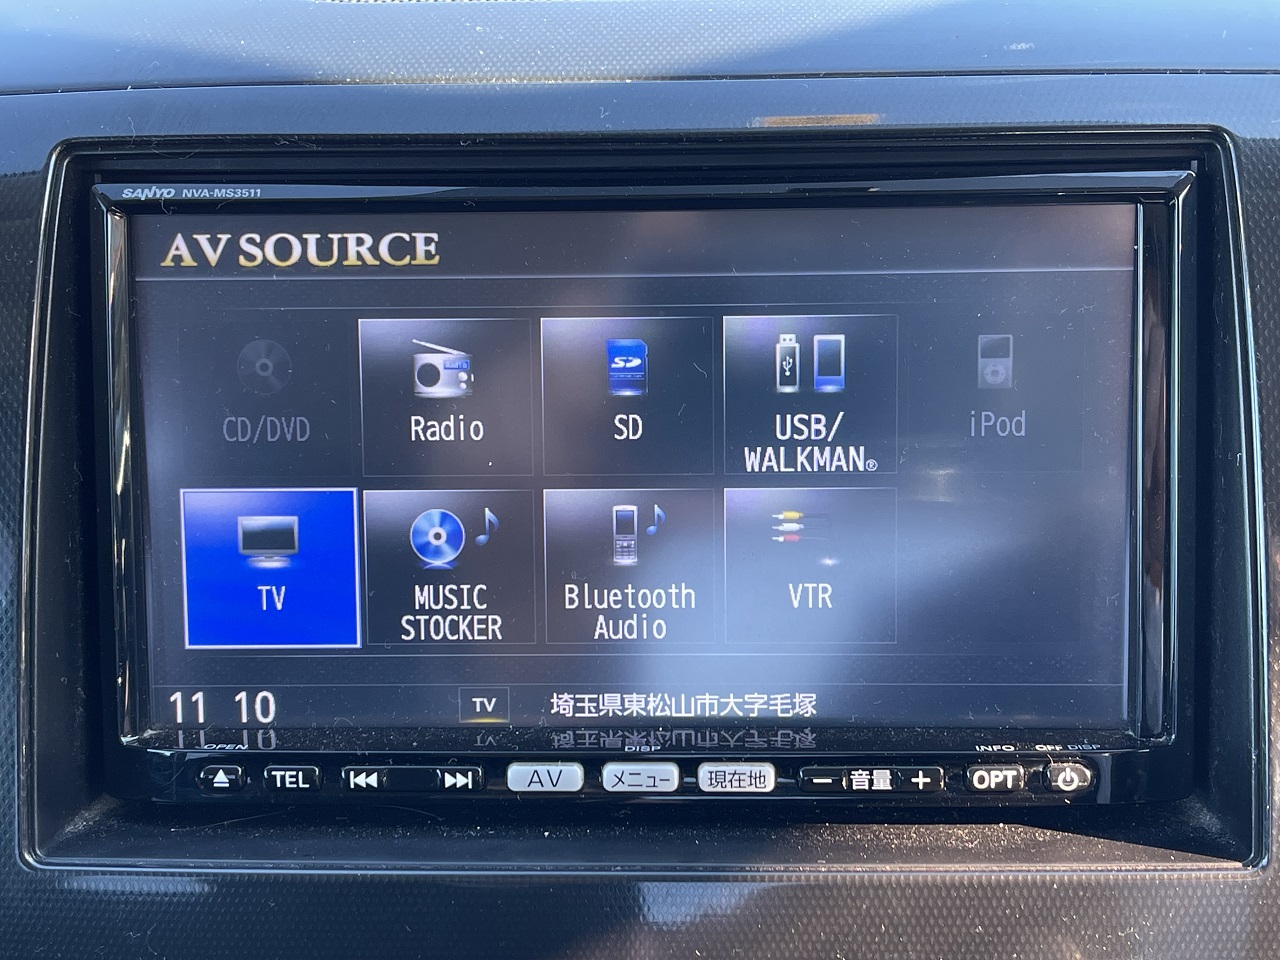 SANYO NVA-MS3511
AV SOURCE
CD/DVD
Radio
SD
USB/
WALKMAN®
iPod
TV
MUSIC
STOCKER
Bluetooth
Audio
VTR
11 10
TV
埼玉県東松山市大字毛塚
OPEN
DISP
INFO
OFF DISP
TEL
AV
メニュー
現在地
− 音量 +
OPT